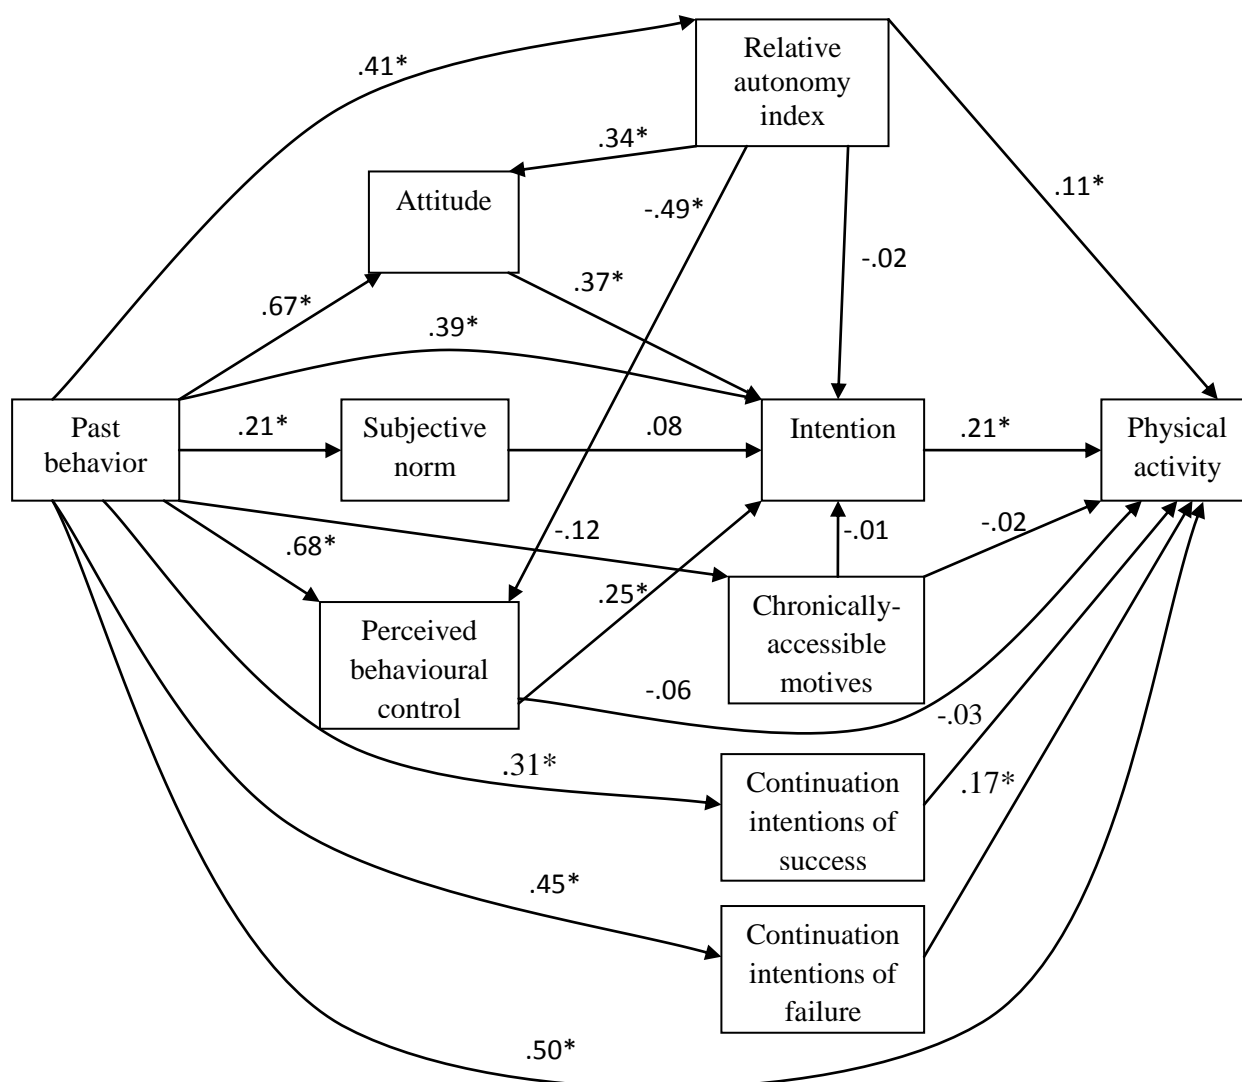 Relative
autonomy
index
.41*
.34*
Attitude
-.49*
.11*
-.02
.67*
.37*
.39*
Past
behavior
.21*
Subjective
norm
.08
Intention
.21*
Physical
activity
.68*
-.12
-.01
-.02
.25*
Perceived
behavioural
control
Chronically-
accessible
motives
-.06
-.03
.31*
Continuation
intentions of
success
.17*
.45*
Continuation
intentions of
failure
.50*